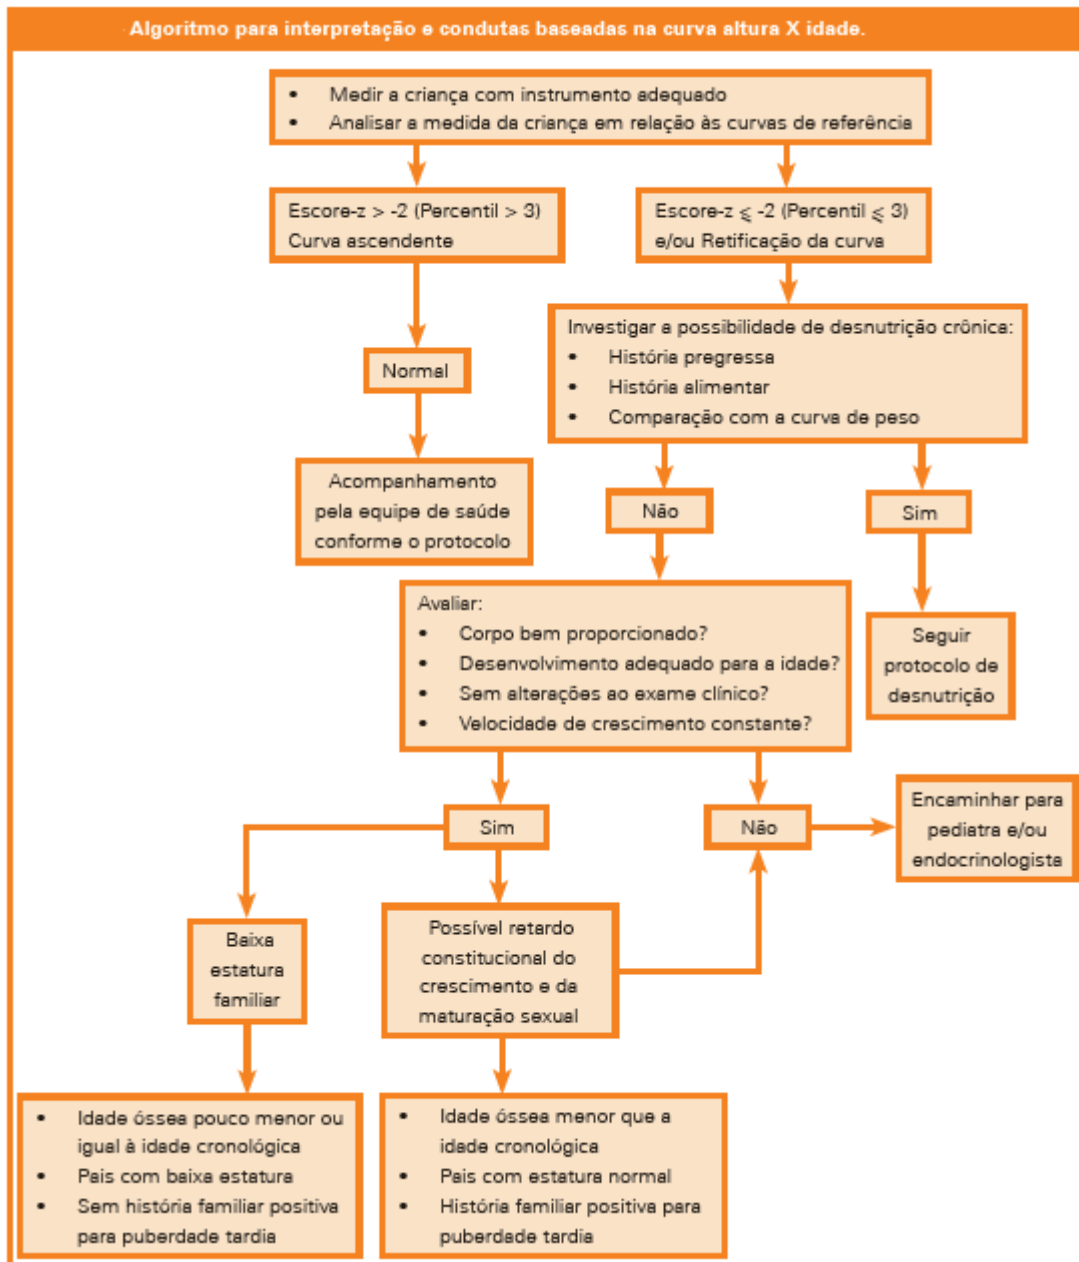 Algoritmo para interpretação e condutas baseadas na curva altura X idade.
• Medir a criança com instrumento adequado
• Analisar a medida da criança em relação às curvas de referência
Escore-z > -2 (Percentil > 3)
Curva ascendente
Escore-z ⩽ -2 (Percentil ⩽ 3)
e/ou Retificação da curva
Normal
Investigar a possibilidade de desnutrição crônica:
• História pregressa
• História alimentar
• Comparação com a curva de peso
Acompanhamento
pela equipe de saúde
conforme o protocolo
Não
Sim
Avaliar:
• Corpo bem proporcionado?
• Desenvolvimento adequado para a idade?
• Sem alterações ao exame clínico?
• Velocidade de crescimento constante?
Seguir
protocolo de
desnutrição
Sim
Não
Encaminhar para
pediatra e/ou
endocrinologista
Baixa
estatura
familiar
Possível retardo
constitucional do
crescimento e da
maturação sexual
• Idade óssea pouco menor ou
igual à idade cronológica
• Pais com baixa estatura
• Sem história familiar positiva
para puberdade tardia
• Idade óssea menor que a
idade cronológica
• Pais com estatura normal
• História familiar positiva para
puberdade tardia